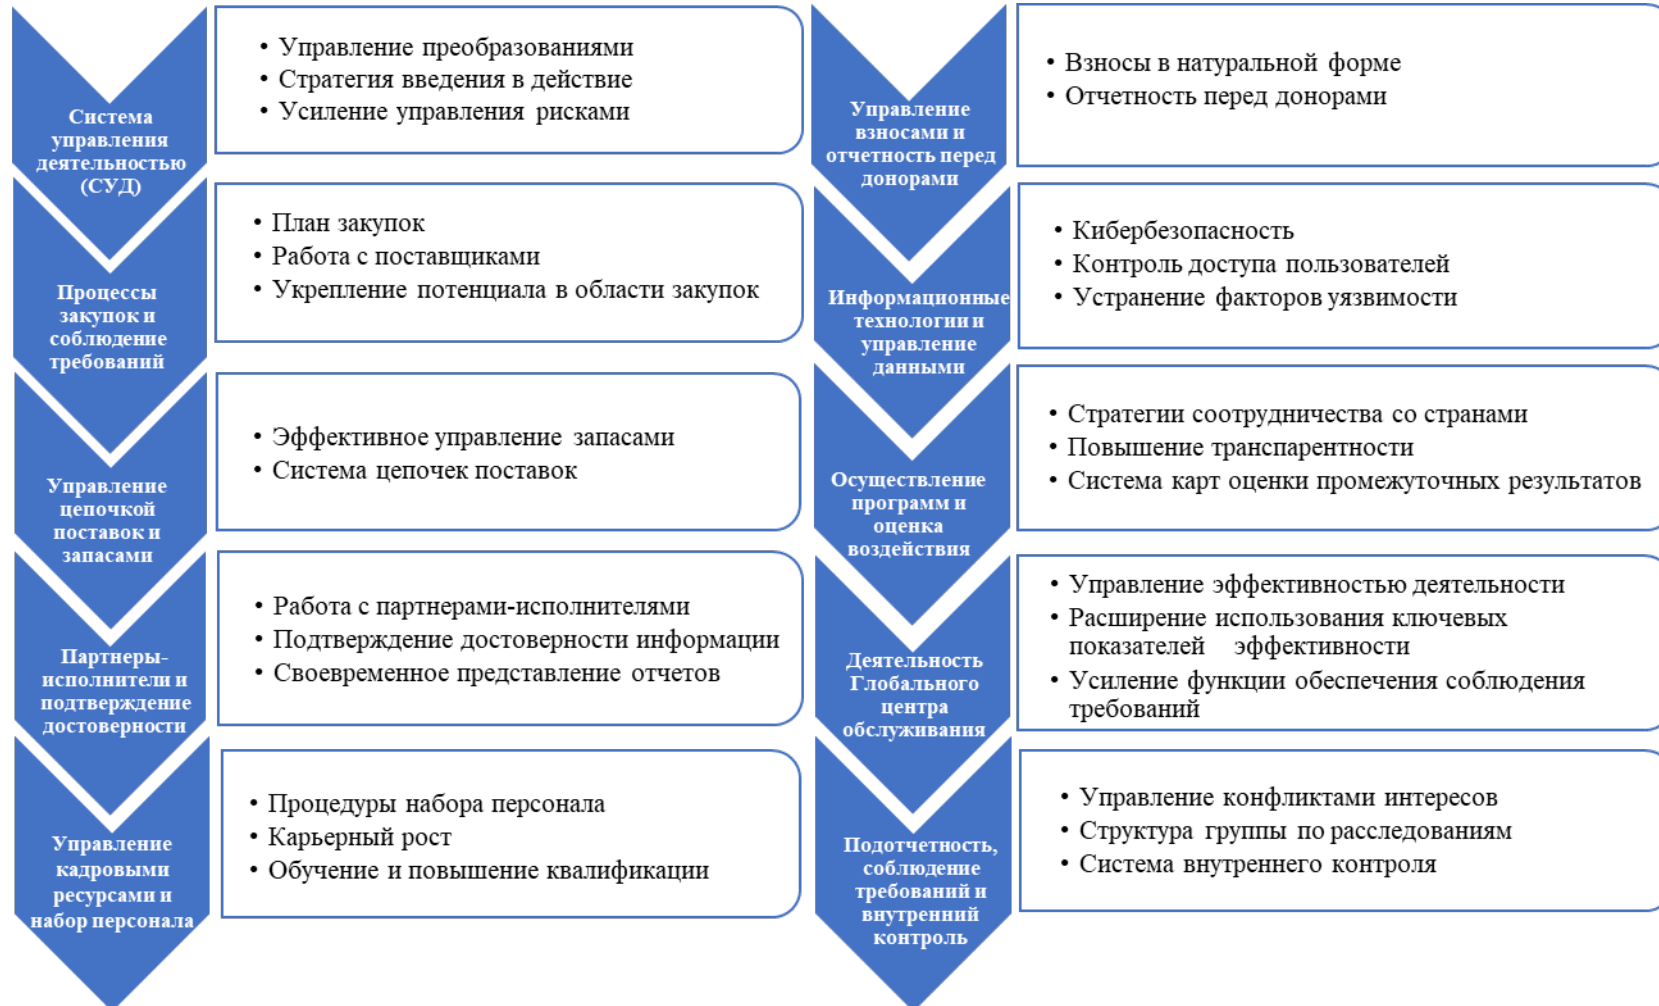 Система
управления
деятельностью
(СУД)
• Управление преобразованиями
• Стратегия введения в действие
• Усиление управления рисками
Процессы
закупок и
соблюдение
требований
• План закупок
• Работа с поставщиками
• Укрепление потенциала в области закупок
Управление
цепочкой
поставок и
запасами
• Эффективное управление запасами
• Система цепочек поставок
Партнеры-
исполнители и
подтверждение
достоверности
• Работа с партнерами-исполнителями
• Подтверждение достоверности информации
• Своевременное представление отчетов
Управление
кадровыми
ресурсами и
набор персонала
• Процедуры набора персонала
• Карьерный рост
• Обучение и повышение квалификации
Управление
взносами и
отчетность перед
донорами
• Взносы в натуральной форме
• Отчетность перед донорами
Информационные
технологии и
управление
данными
• Кибербезопасность
• Контроль доступа пользователей
• Устранение факторов уязвимости
Осуществление
программ и
оценка
воздействия
• Стратегии соотрудничества со странами
• Повышение транспарентности
• Система карт оценки промежуточных результатов
Деятельность
Глобального
центра
обслуживания
• Управление эффективностью деятельности
• Расширение использования ключевых
показателей эффективности
• Усиление функции обеспечения соблюдения
требований
Подотчетность,
соблюдение
требований и
внутренний
контроль
• Управление конфликтами интересов
• Структура группы по расследованиям
• Система внутреннего контроля